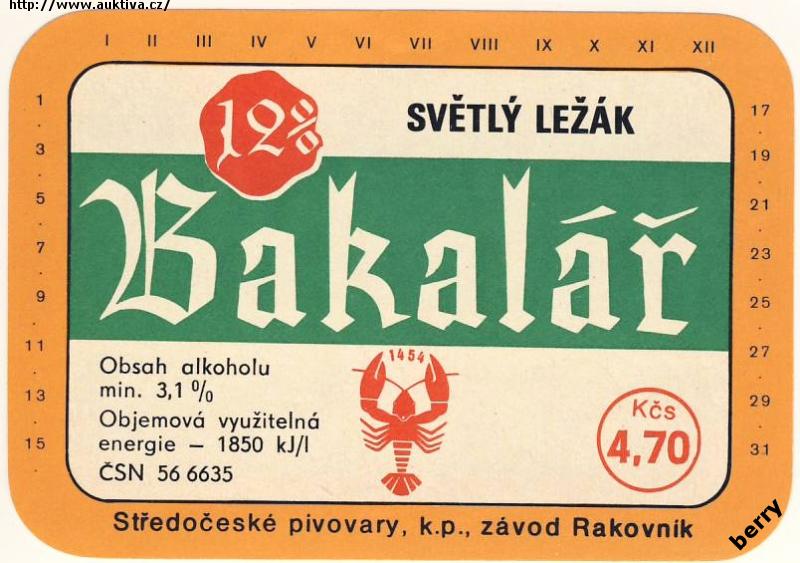 http://www.auktiva.cz/
I II III IV V VI VII VIII IX X XI XII
1
.
3
.
5
.
7
.
9
.
11
.
13
.
15
.
17
.
19
.
21
.
23
.
25
.
27
.
29
.
31
12%
SVĚTLÝ LEŽÁK
Bakalář
Obsah alkoholu
min. 3,1 %
Objemová využitelná
energie – 1850 kJ/l
ČSN 56 6635
1454
Kčs
4,70
Středočeské pivovary, k.p., závod Rakovník
berry